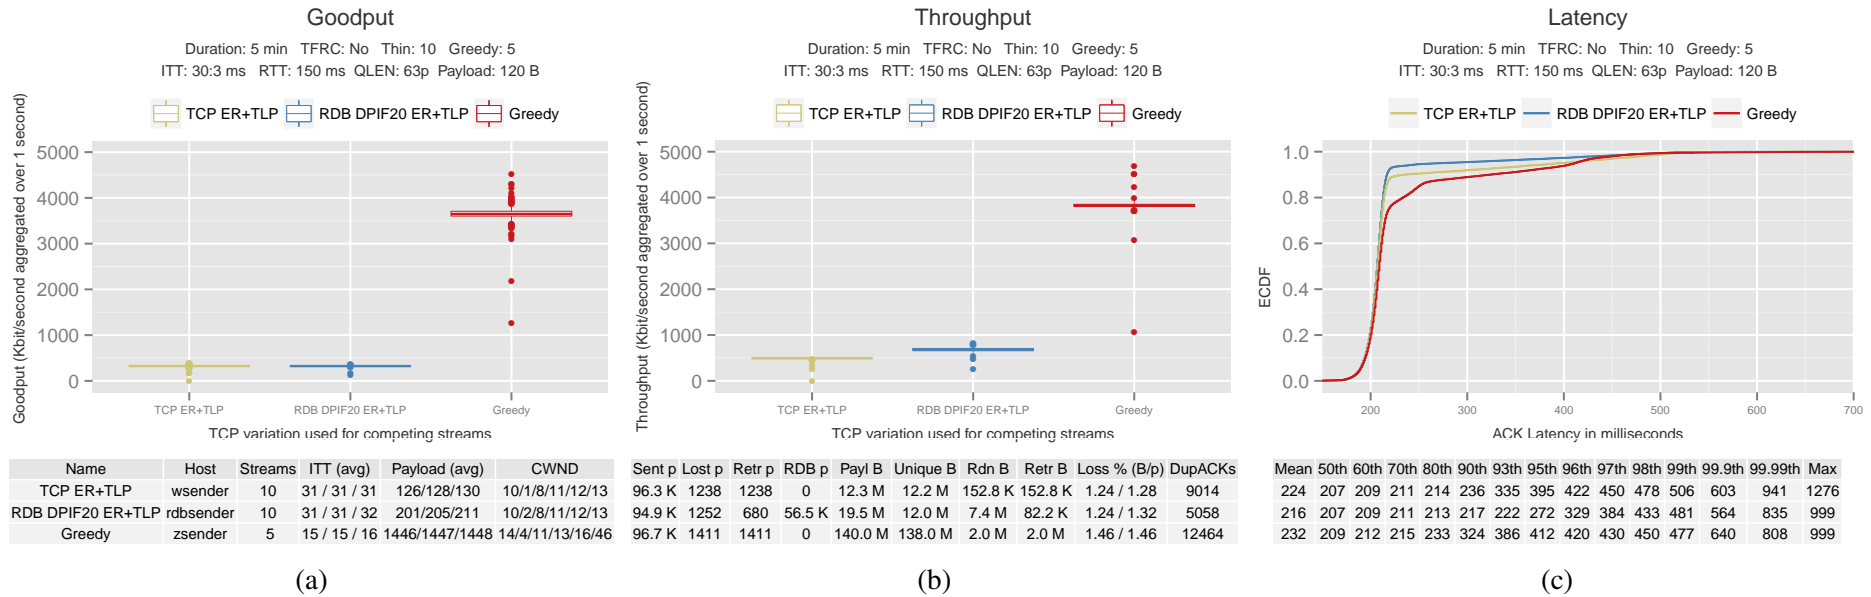 Goodput
Duration: 5 min TFRC: No Thin: 10 Greedy: 5
ITT: 30:3 ms RTT: 150 ms QLEN: 63p Payload: 120 B
TCP ER+TLP RDB DPIF20 ER+TLP Greedy
Goodput (Kbit/second aggregated over 1 second)
5000
4000
3000
2000
1000
0
TCP ER+TLP RDB DPIF20 ER+TLP Greedy
TCP variation used for competing streams
Name Host Streams ITT (avg) Payload (avg) CWND
TCP ER+TLP wsender 10 31 / 31 / 31 126/128/130 10/1/8/11/12/13
RDB DPIF20 ER+TLP rdbsender 10 31 / 31 / 32 201/205/211 10/2/8/11/12/13
Greedy zsender 5 15 / 15 / 16 1446/1447/1448 14/4/11/13/16/46
(a)
Throughput
Duration: 5 min TFRC: No Thin: 10 Greedy: 5
ITT: 30:3 ms RTT: 150 ms QLEN: 63p Payload: 120 B
TCP ER+TLP RDB DPIF20 ER+TLP Greedy
Throughput (Kbit/second aggregated over 1 second)
5000
4000
3000
2000
1000
0
TCP ER+TLP RDB DPIF20 ER+TLP Greedy
TCP variation used for competing streams
Sent p Lost p Retr p RDB p Payl B Unique B Rdn B Retr B Loss % (B/p) DupACKs
96.3 K 1238 1238 0 12.3 M 12.2 M 152.8 K 152.8 K 1.24 / 1.28 9014
94.9 K 1252 680 56.5 K 19.5 M 12.0 M 7.4 M 82.2 K 1.24 / 1.32 5058
96.7 K 1411 1411 0 140.0 M 138.0 M 2.0 M 2.0 M 1.46 / 1.46 12464
(b)
Latency
Duration: 5 min TFRC: No Thin: 10 Greedy: 5
ITT: 30:3 ms RTT: 150 ms QLEN: 63p Payload: 120 B
TCP ER+TLP RDB DPIF20 ER+TLP Greedy
ECDF
1.0
0.8
0.6
0.4
0.2
0.0
200 300 400 500 600 700
ACK Latency in milliseconds
Mean 50th 60th 70th 80th 90th 93th 95th 96th 97th 98th 99th 99.9th 99.99th Max
224 207 209 211 214 236 335 395 422 450 478 506 603 941 1276
216 207 209 211 213 217 222 272 329 384 433 481 564 835 999
232 209 212 215 233 324 386 412 420 430 450 477 640 808 999
(c)